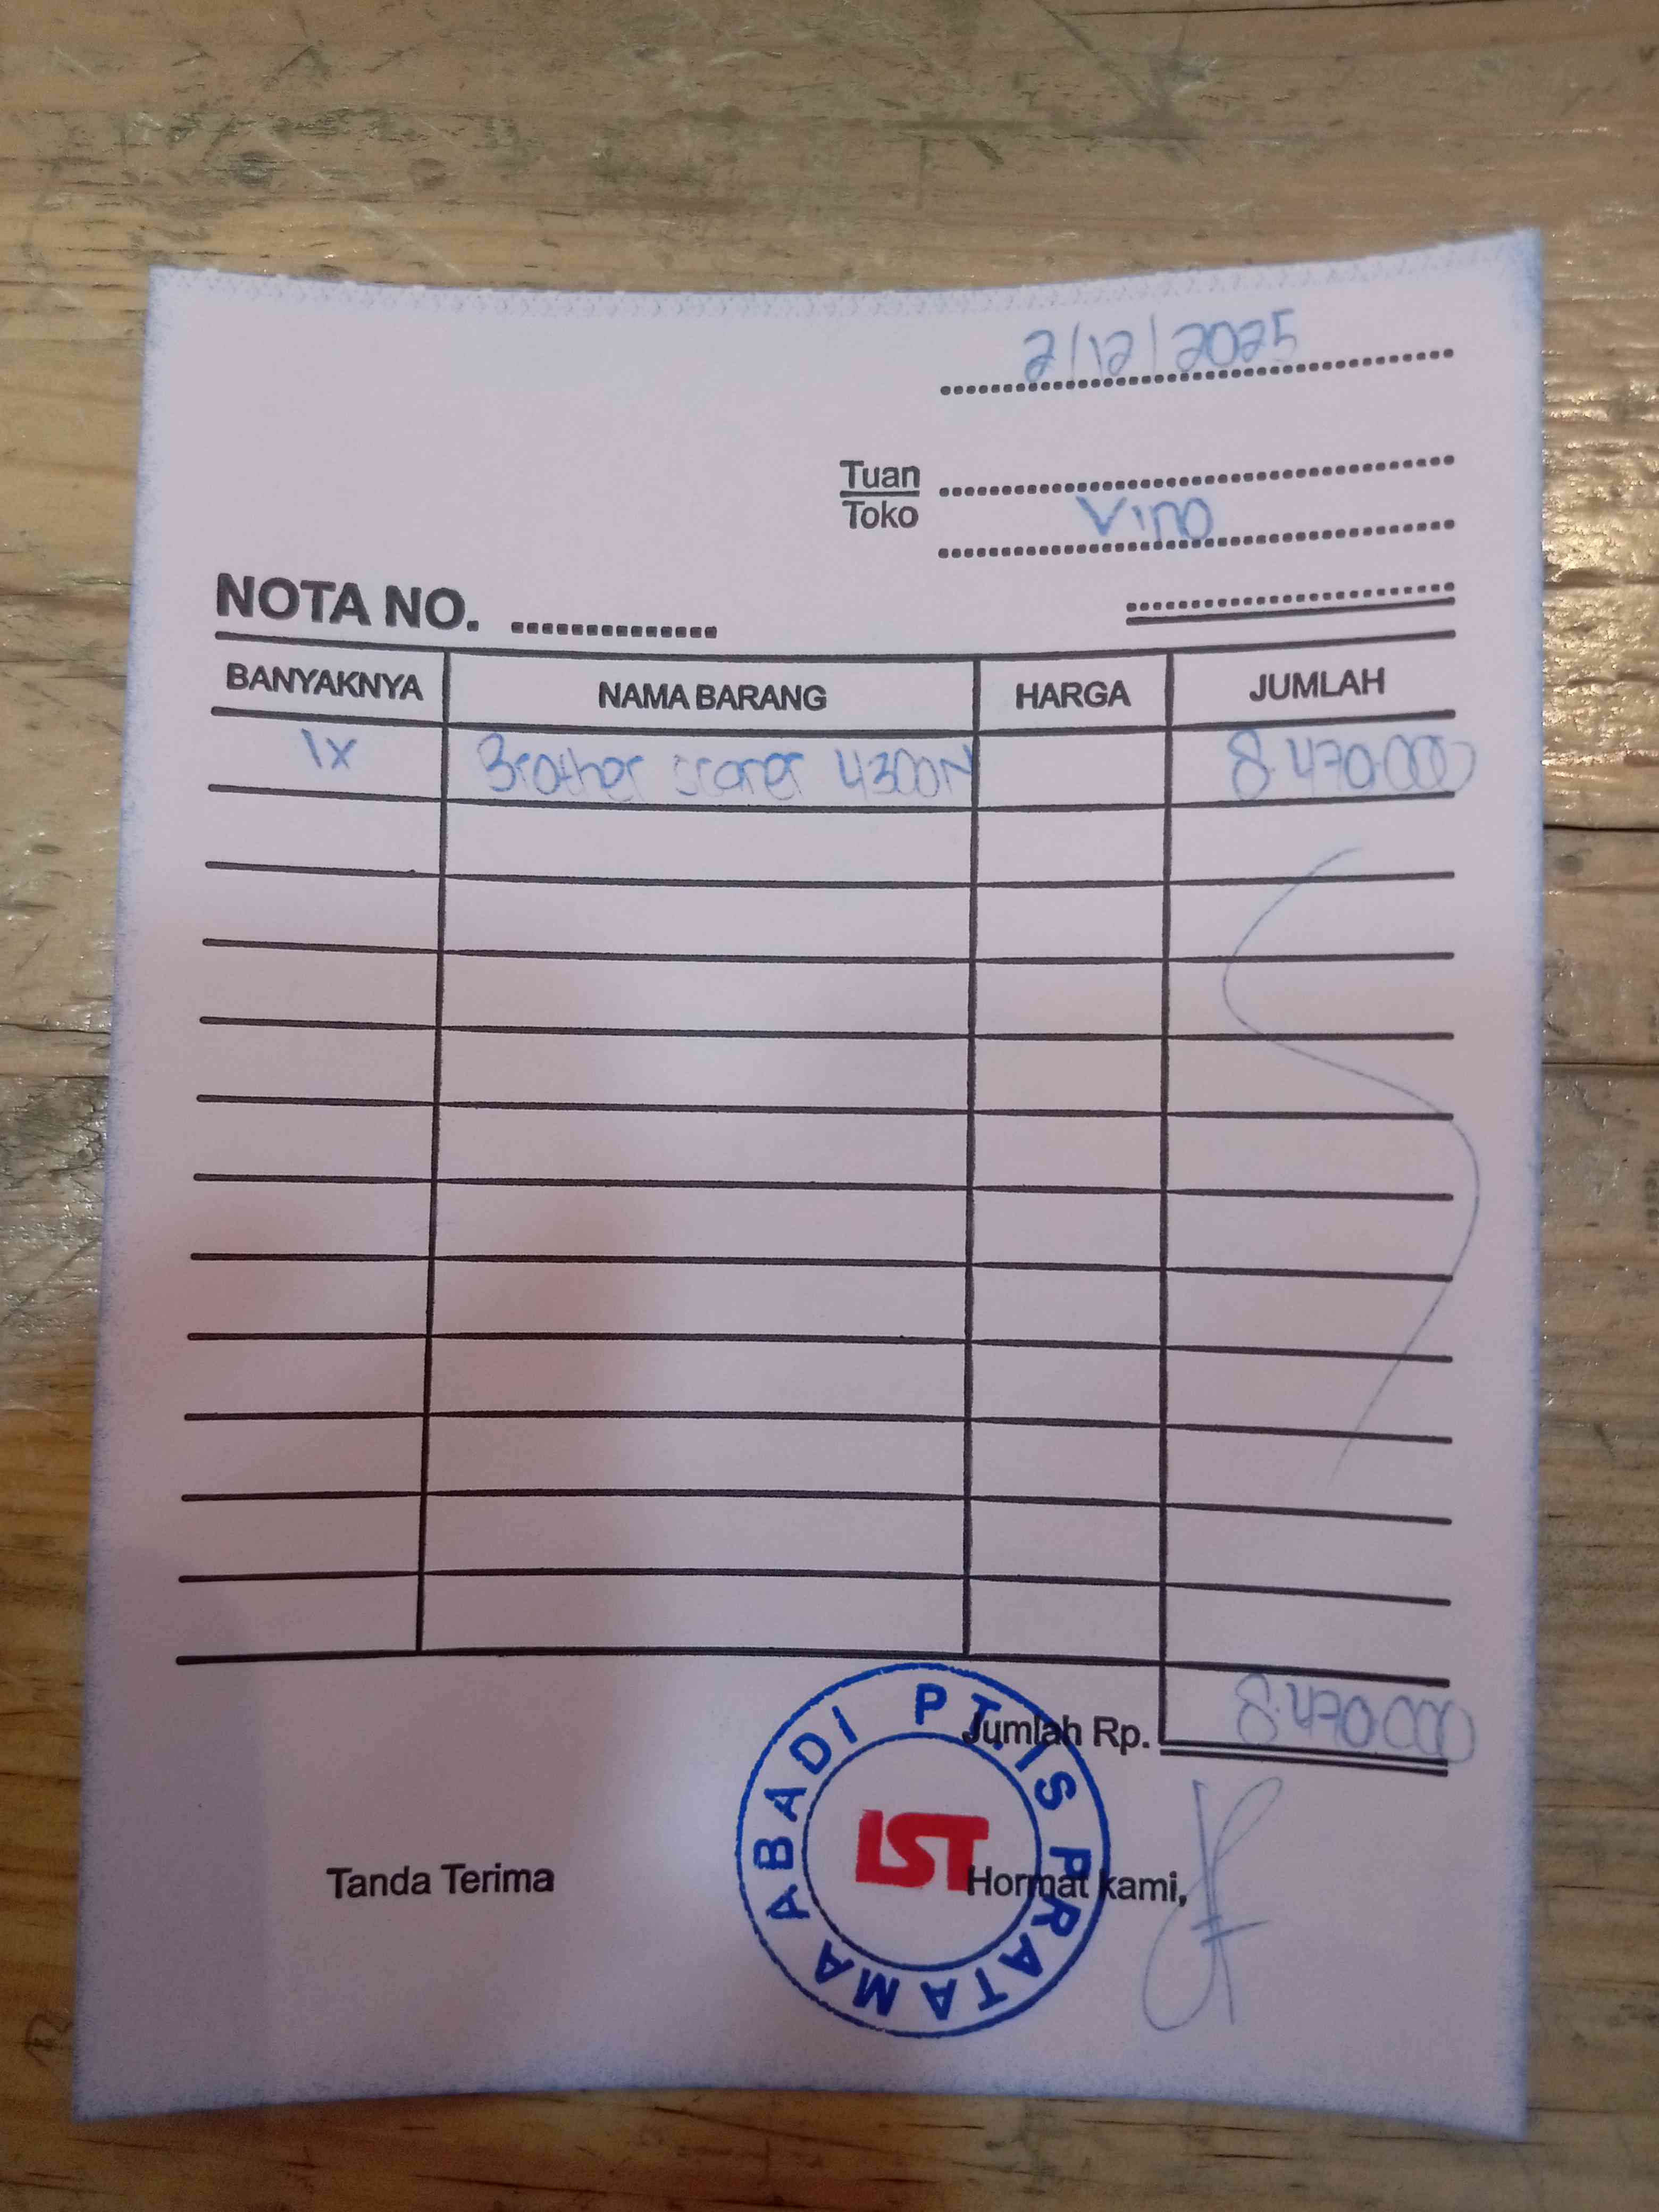 2/12/2025
Tuan
Toko
Vino
NOTA NO.
BANYAKNYA NAMA BARANG HARGA JUMLAH
1x Brother scaner 4300N 8.470.000
Jumlah Rp. 8.470.000
Tanda Terima
Hormat kami,
PT. IS PRATAMA ABADI
IST